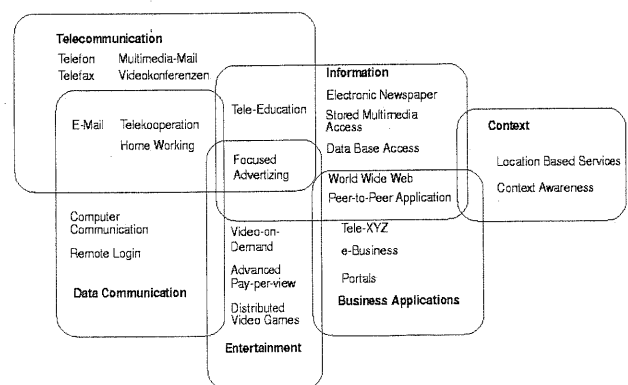 Telecommunication
Telefon Multimedia-Mail
Telefax Videokonferenzen
E-Mail Telekooperation
Home Working
Tele-Education
Information
Electronic Newspaper
Stored Multimedia
Access
Data Base Access
Focused
Advertizing
World Wide Web
Peer-to-Peer Application
Context
Location Based Services
Context Awareness
Computer
Communication
Remote Login
Data Communication
Video-on-
Demand
Advanced
Pay-per-view
Distributed
Video Games
Entertainment
Tele-XYZ
e-Business
Portals
Business Applications